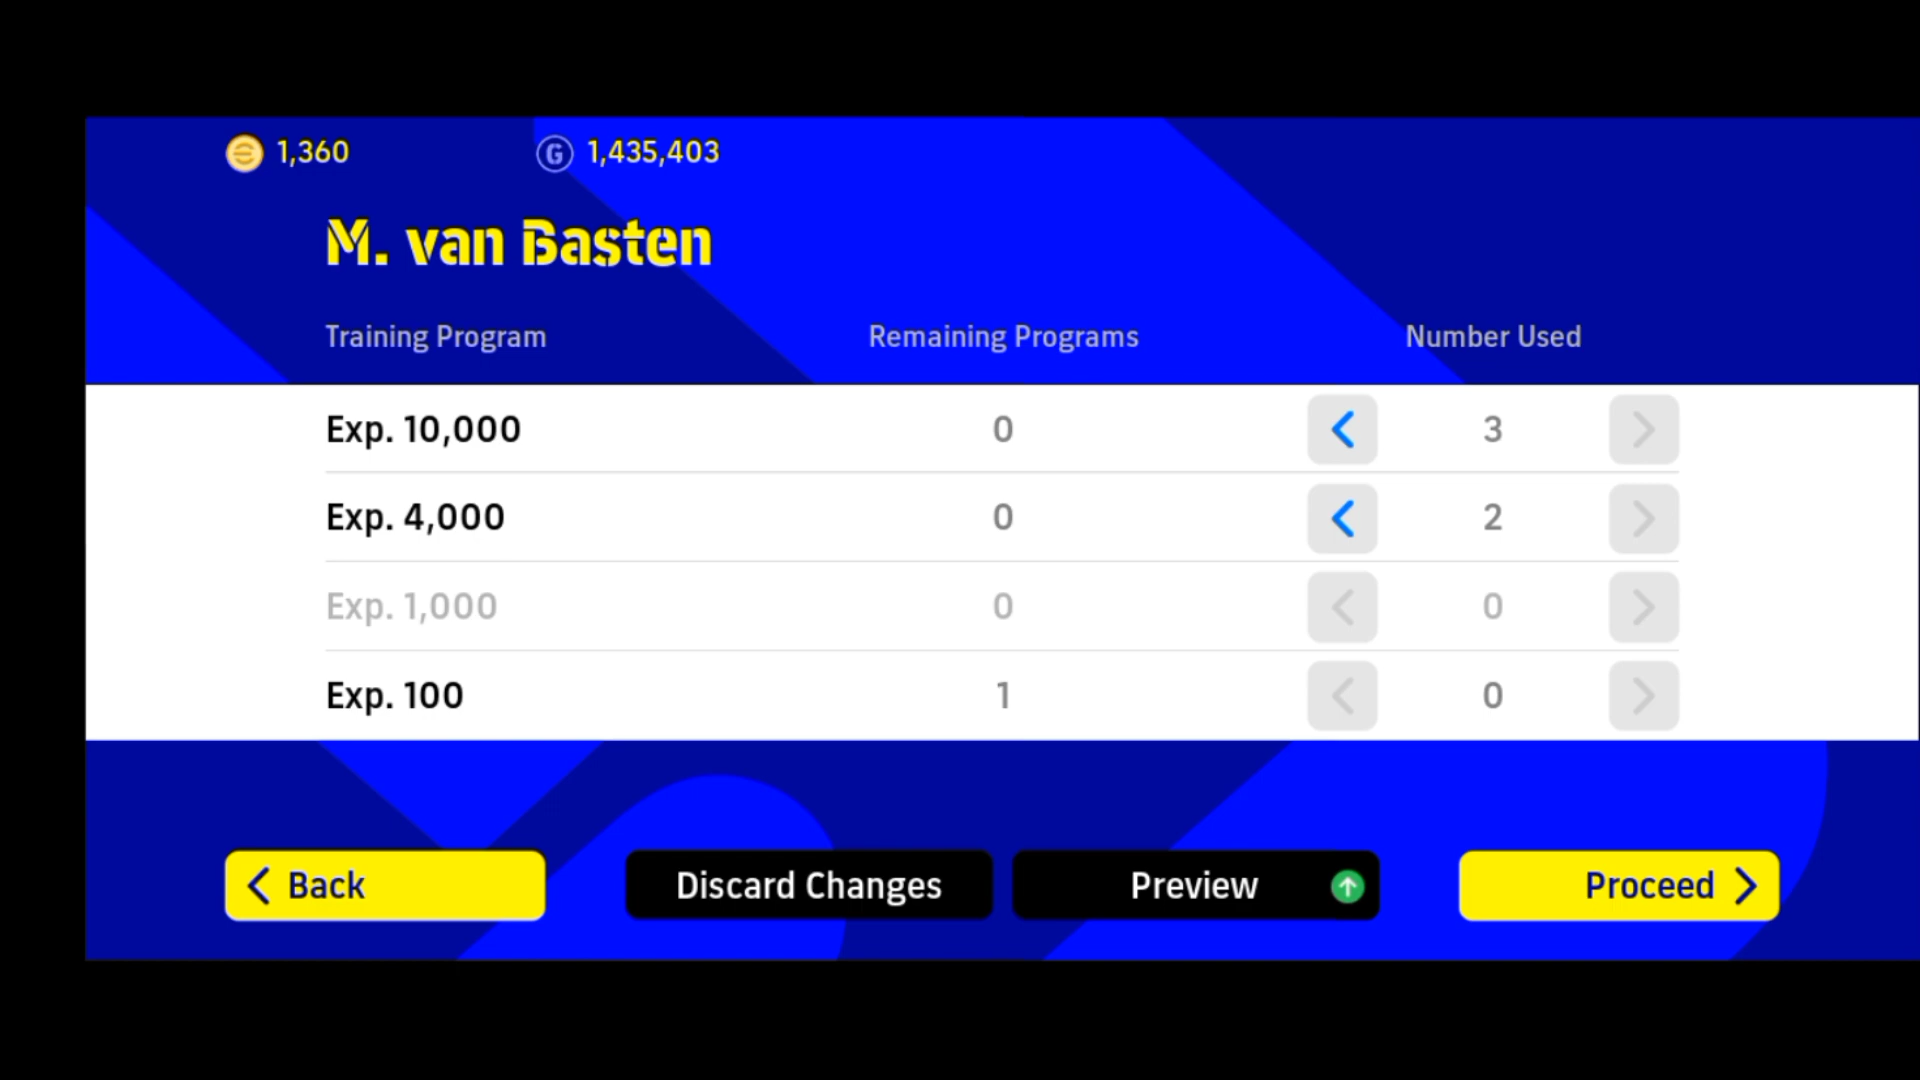 1,360
1,435,403
M. van Basten
Training Program Remaining Programs Number Used
Exp. 10,000 0 3
Exp. 4,000 0 2
Exp. 1,000 0 0
Exp. 100 1 0
Back Discard Changes Preview Proceed